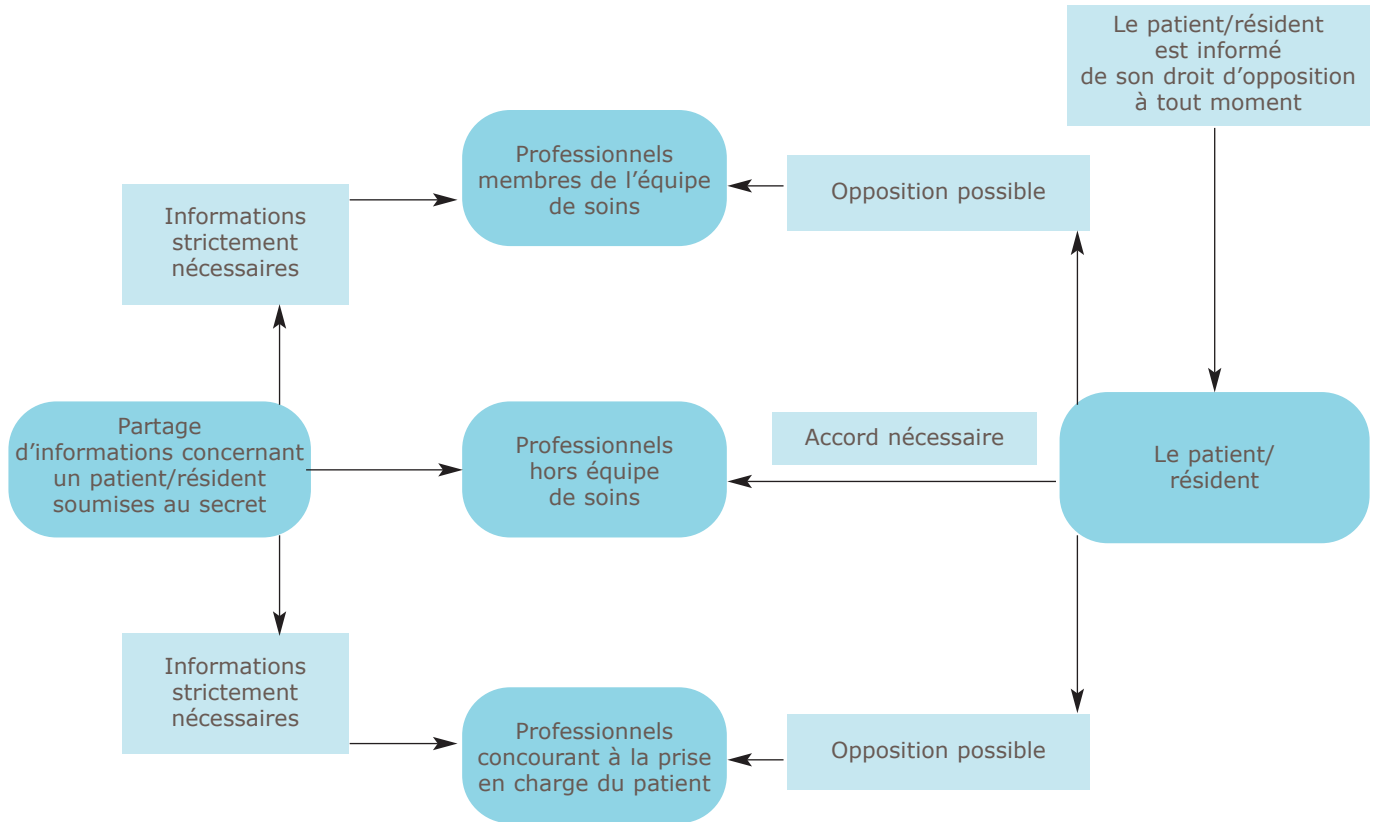 Le patient/résident
est informé
de son droit d’opposition
à tout moment
Professionnels
membres de l’équipe
de soins
Opposition possible
Informations
strictement
nécessaires
Partage
d’informations concernant
un patient/résident
soumises au secret
Professionnels
hors équipe
de soins
Accord nécessaire
Le patient/
résident
Informations
strictement
nécessaires
Professionnels
concourant à la prise
en charge du patient
Opposition possible